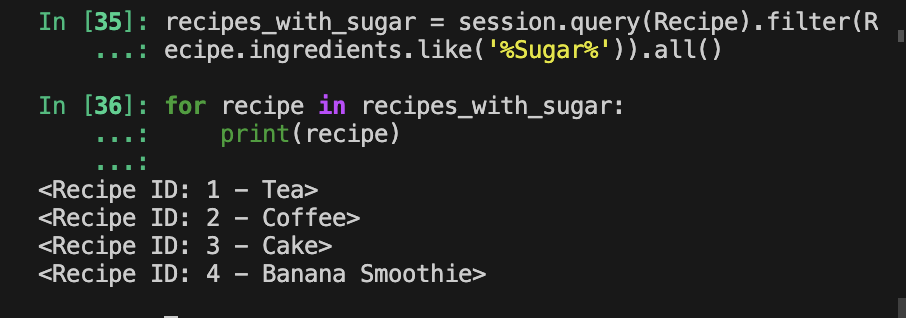 In [35]: recipes_with_sugar = session.query(Recipe).filter(R
    ...: ecipe.ingredients.like('%Sugar%')).all()
In [36]: for recipe in recipes_with_sugar:
    ...:     print(recipe)
    ...:
<Recipe ID: 1 - Tea>
<Recipe ID: 2 - Coffee>
<Recipe ID: 3 - Cake>
<Recipe ID: 4 - Banana Smoothie>